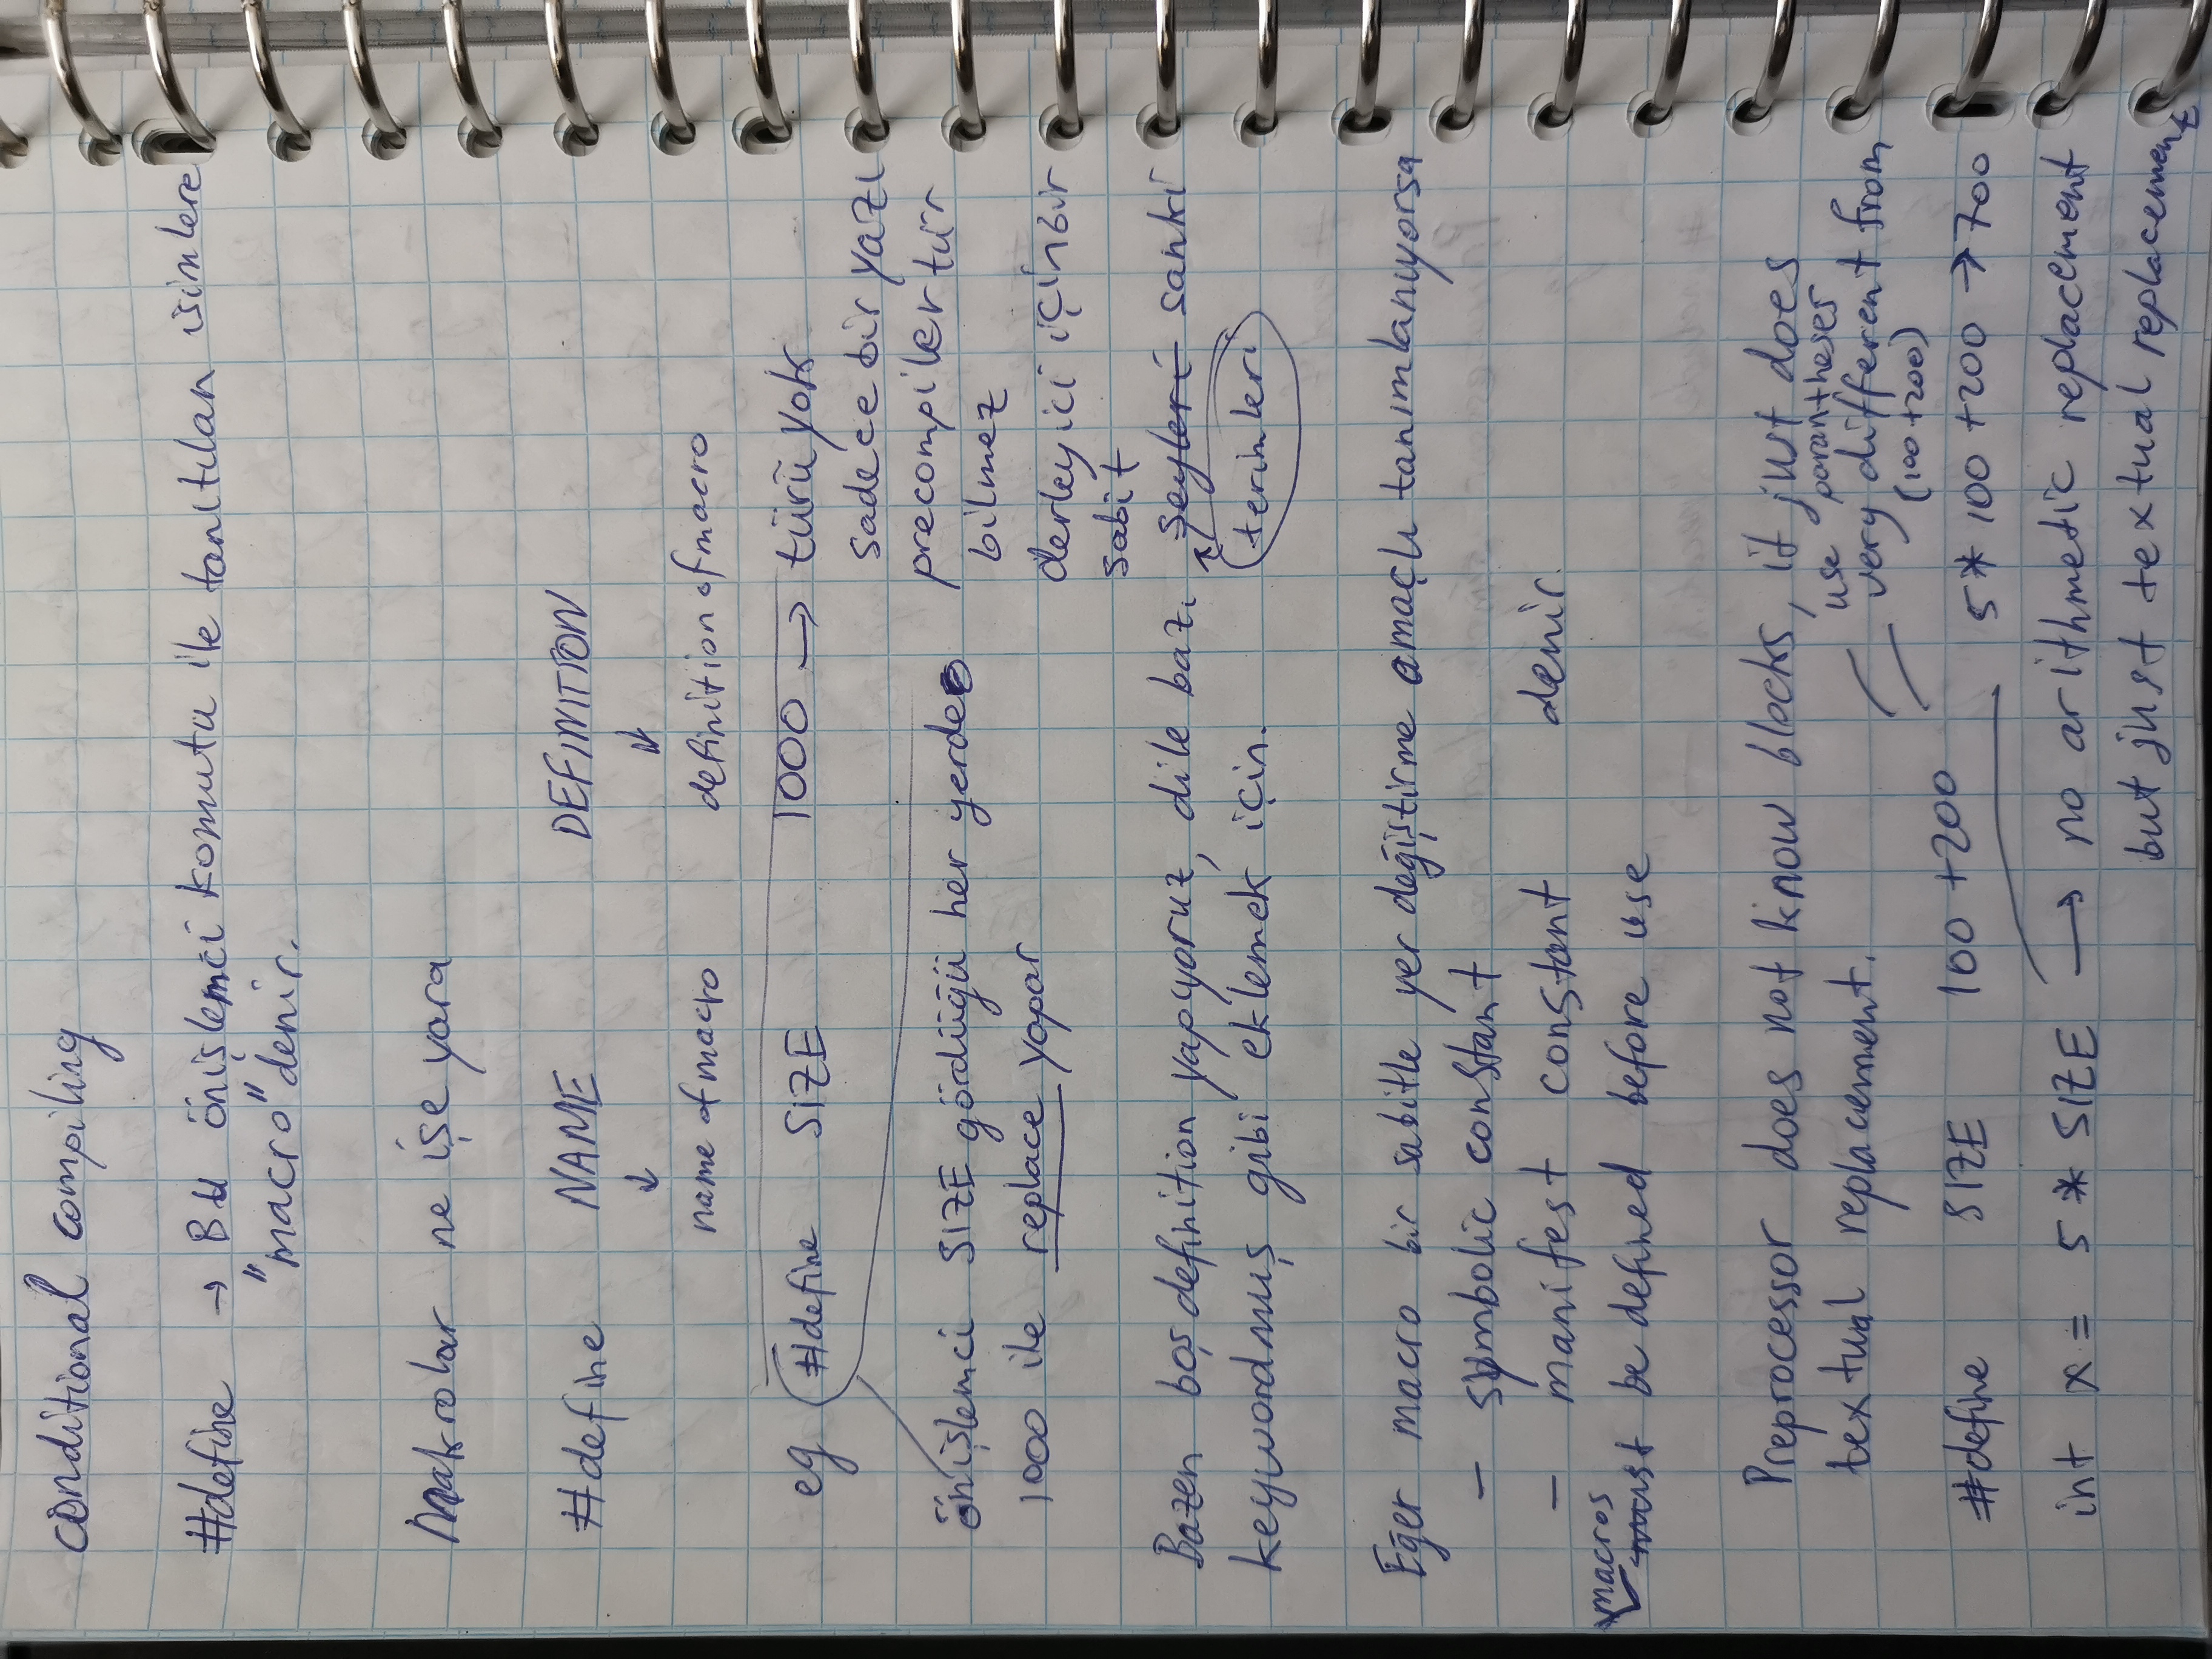 conditional compiling
#define → Bu önişlemci komutu ile tanıtılan isimlere
"macro" denir.
Makrolar ne işe yara
#define NAME DEFINITION
↓ ↓
name of macro definition of macro
eg #define SIZE 1000 → türü yok
sadece bir yazı
precompiler tür
bilmez
derleyici için bir
sabit
önişlemci SIZE gördüğü her yerde
1000 ile replace yapar
Bazen boş definition yapıyoruz, dile bazı şeyleri sanki
terimleri
keywordmuş gibi eklemek için.
Eğer macro bir sabitle yer değiştirme amaçlı tanımlanıyorsa
- symbolic constant
- manifest constant denir.
macros
must be defined before use
Preprocessor does not know blocks, it just does
textual replacement.
use parantheses
very different from
(100 +200)
#define SIZE 100 +200
5 * 100 +200 → 700
int x = 5 * SIZE → no arithmetic replacement
but just textual replacement